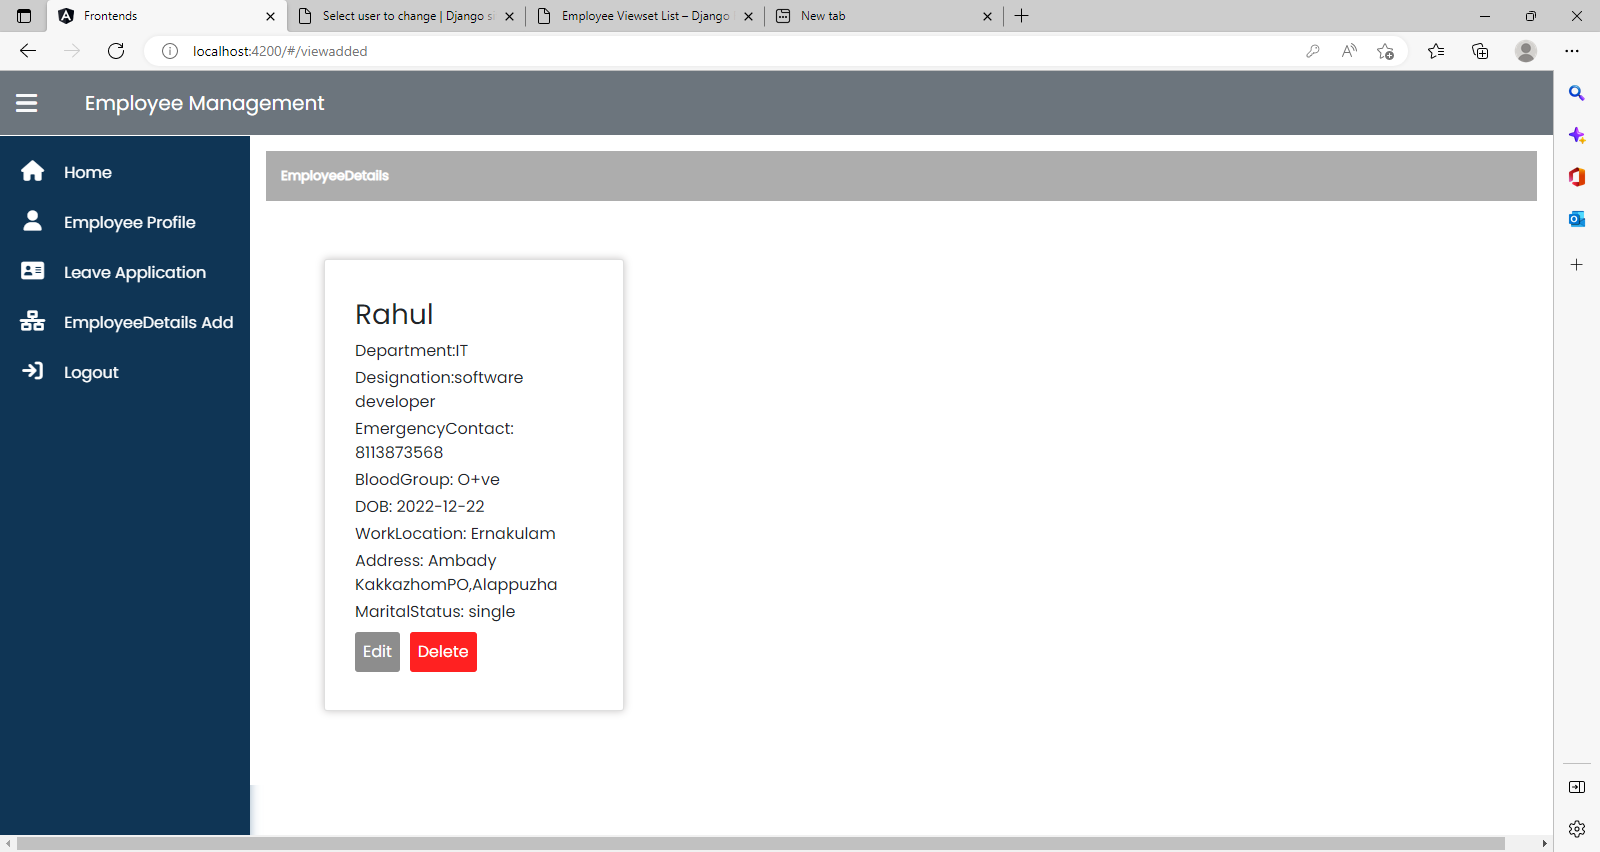 Frontends
Select user to change | Django s
Employee Viewset List – Django
New tab
localhost:4200/#/viewadded
Employee Management
Home
Employee Profile
Leave Application
EmployeeDetails Add
Logout
EmployeeDetails
Rahul
Department:IT
Designation:software
developer
EmergencyContact:
8113873568
BloodGroup: O+ve
DOB: 2022-12-22
WorkLocation: Ernakulam
Address: Ambady
KakkazhomPO,Alappuzha
MaritalStatus: single
Edit
Delete